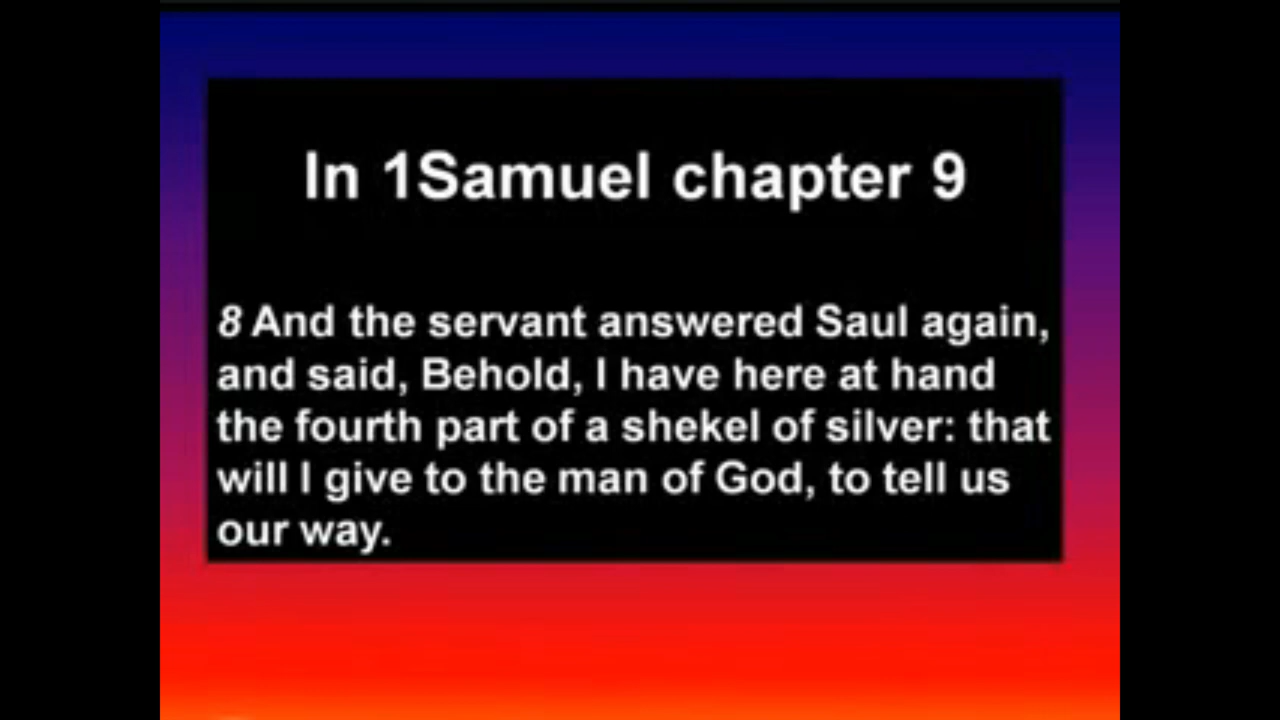 In 1Samuel chapter 9
8 And the servant answered Saul again,
and said, Behold, I have here at hand
the fourth part of a shekel of silver: that
will I give to the man of God, to tell us
our way.